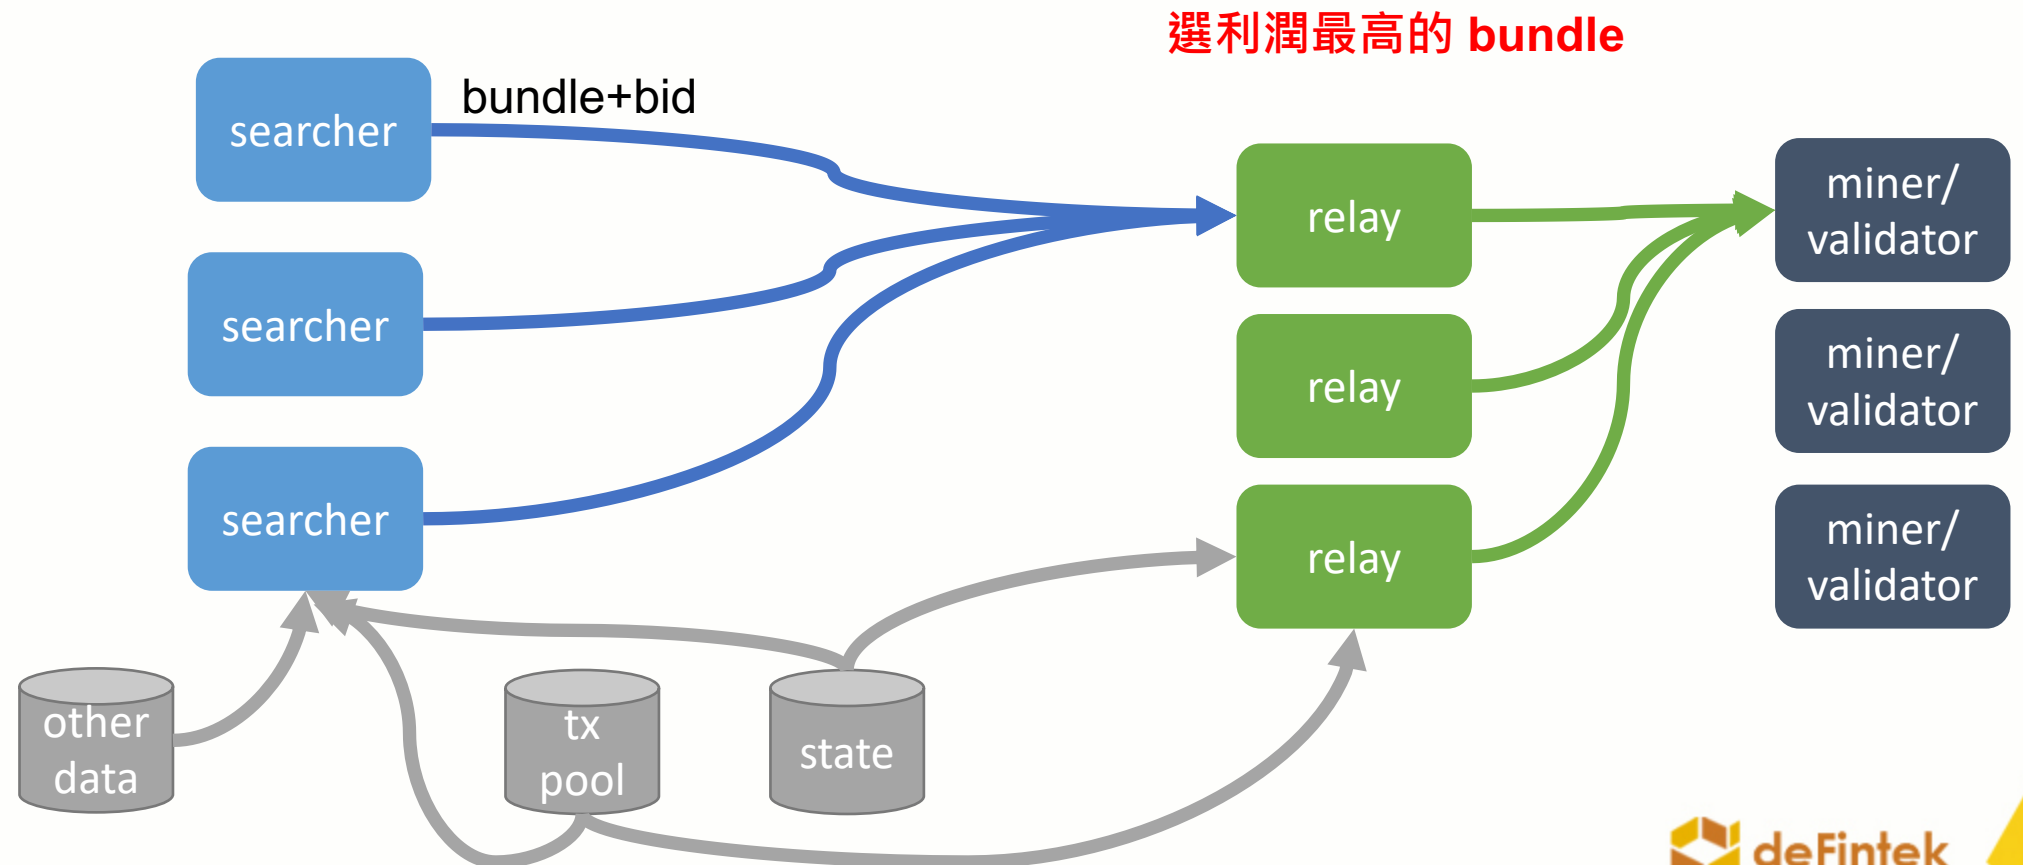 選利潤最高的 bundle
bundle+bid
searcher
searcher
searcher
relay
relay
relay
miner/
validator
miner/
validator
miner/
validator
other
data
tx
pool
state
deFintek